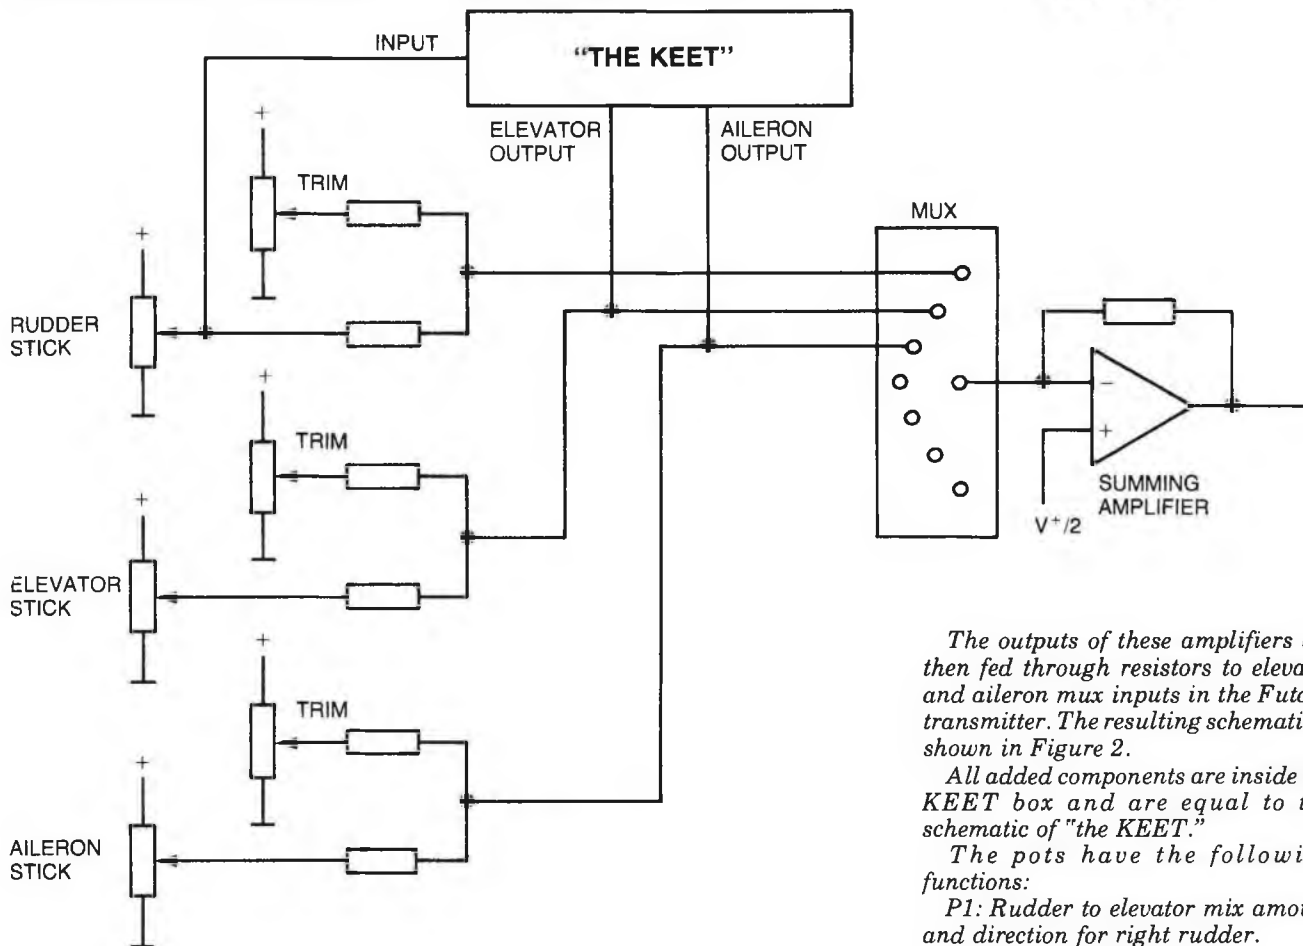 INPUT
"THE KEET"
ELEVATOR
OUTPUT
AILERON
OUTPUT
+
TRIM
MUX
+
RUDDER
STICK
+
TRIM
−
+
SUMMING
AMPLIFIER
V+/2
+
ELEVATOR
STICK
+
TRIM
+
AILERON
STICK
The outputs of these amplifiers
then fed through resistors to
and aileron mux inputs in the
transmitter. The resulting
shown in Figure 2.
All added components are inside
KEET box and are equal to
schematic of "the KEET."
The pots have the
functions:
P1: Rudder to elevator mix
and direction for right rudder.